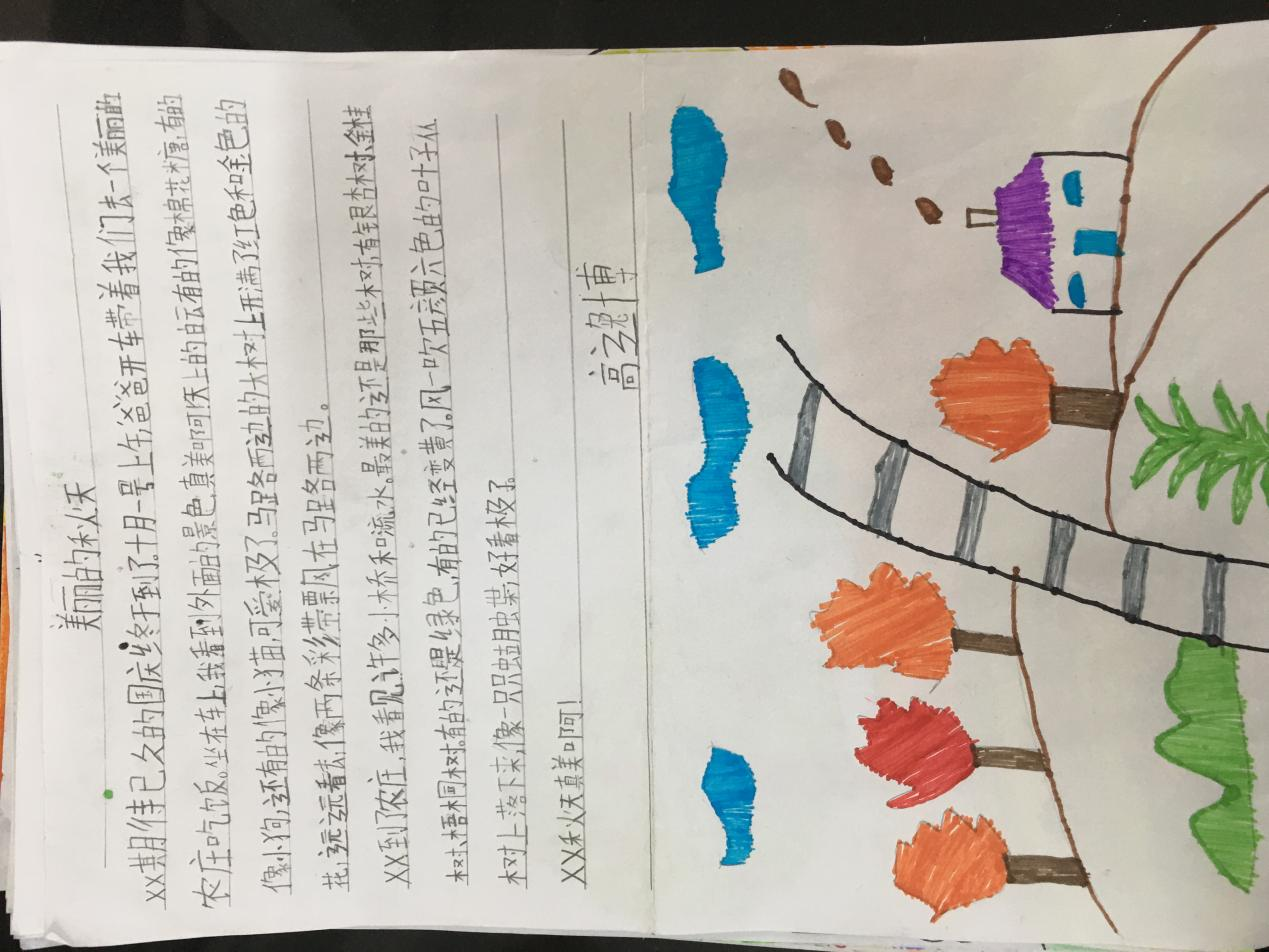 美丽的秋天
XX期待已久的国庆终于到了。十月一号上午,爸爸开车带着我们去一个美丽的
农庄吃饭。坐在车上,我看到外面的景色,真美啊!天上的白云有的像棉花糖,有的
像小狗,还有的像小猫,可爱极了。马路两边的大树上开满了红色和金色的
花,远远看去,像两条彩带飘在马路两边。
XX到了农庄,我看见许多小桥和流水。最美的还是那些树,有银杏树、金桂
树、梧桐树。有的还是绿色,有的已经变黄了。风一吹五颜六色的叶子从
树上落下来,像一只只蝴蝶,好看极了。
XX秋天真美啊!
高逸博